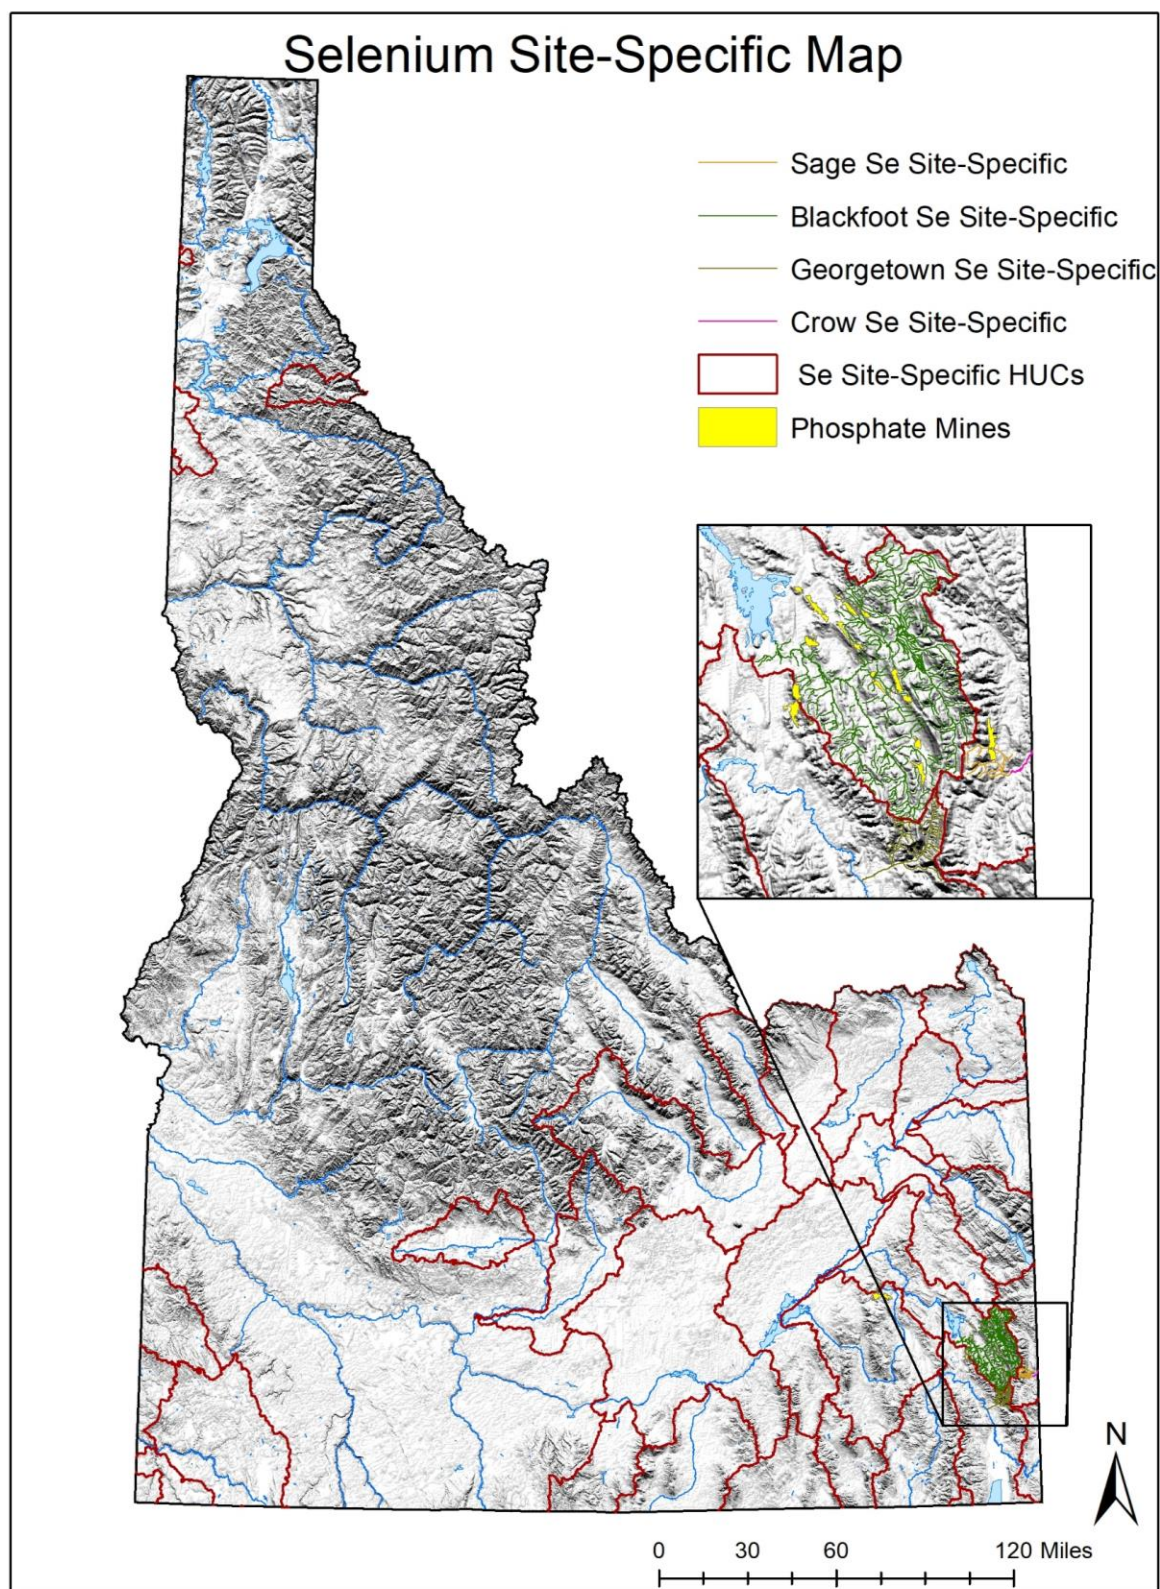 Selenium Site-Specific Map
Sage Se Site-Specific
Blackfoot Se Site-Specific
Georgetown Se Site-Specific
Crow Se Site-Specific
Se Site-Specific HUCs
Phosphate Mines
N
0 30 60 120 Miles